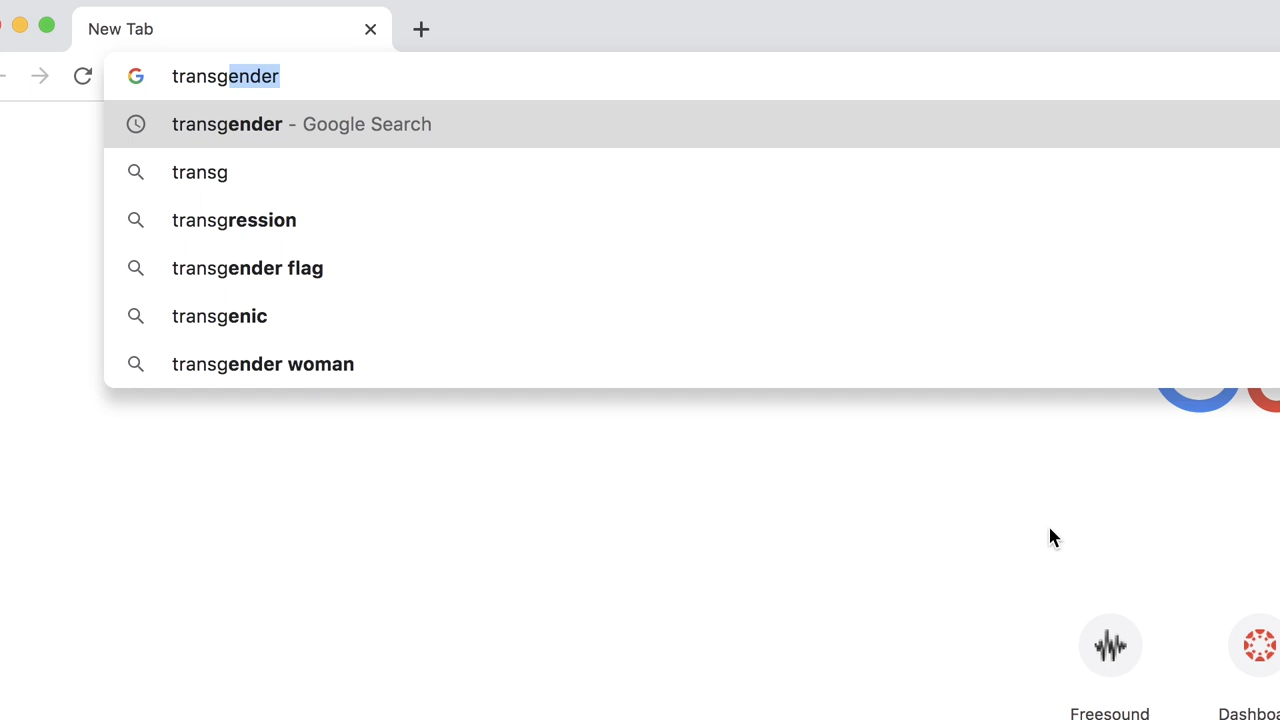 New Tab
transgender
transgender - Google Search
transg
transgression
transgender flag
transgenic
transgender woman
Freesound